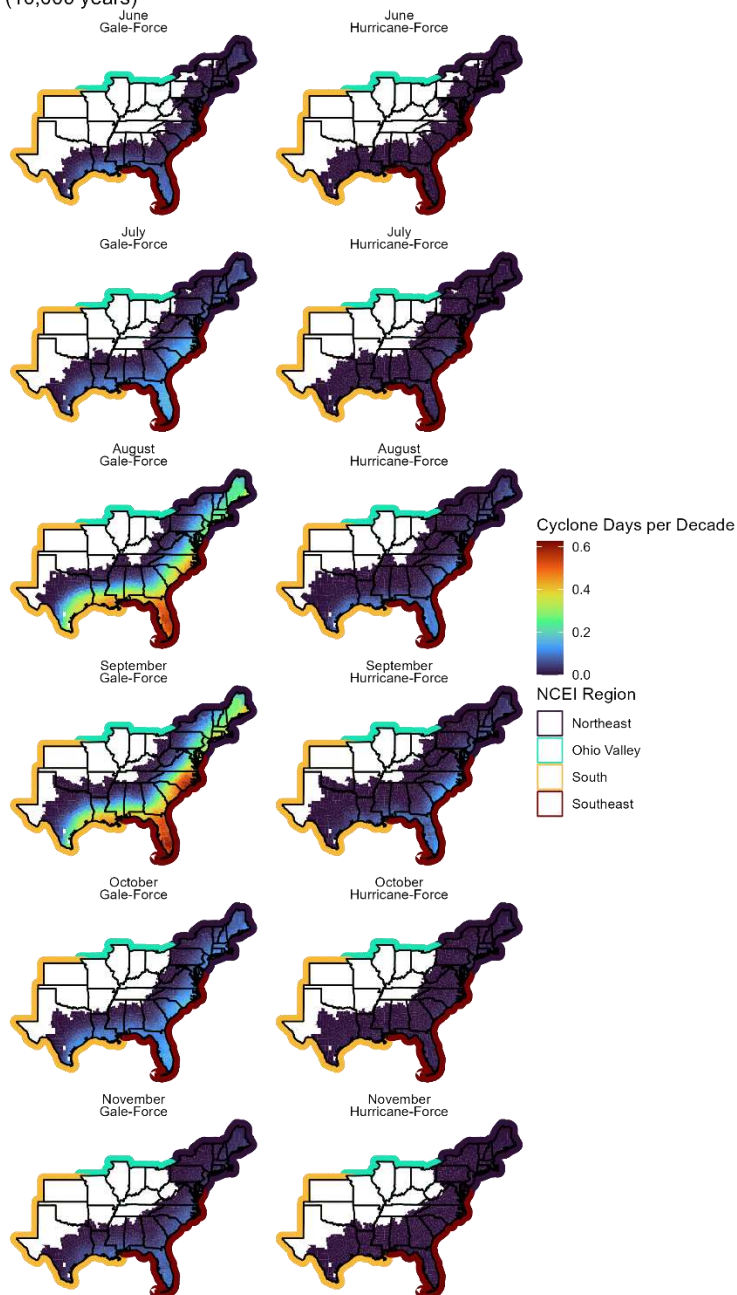 (10,000 years)
June
Gale-Force
June
Hurricane-Force
July
Gale-Force
July
Hurricane-Force
August
Gale-Force
August
Hurricane-Force
Cyclone Days per Decade
0.6
0.4
0.2
0.0
September
Gale-Force
September
Hurricane-Force
NCEI Region
Northeast
Ohio Valley
South
Southeast
October
Gale-Force
October
Hurricane-Force
November
Gale-Force
November
Hurricane-Force